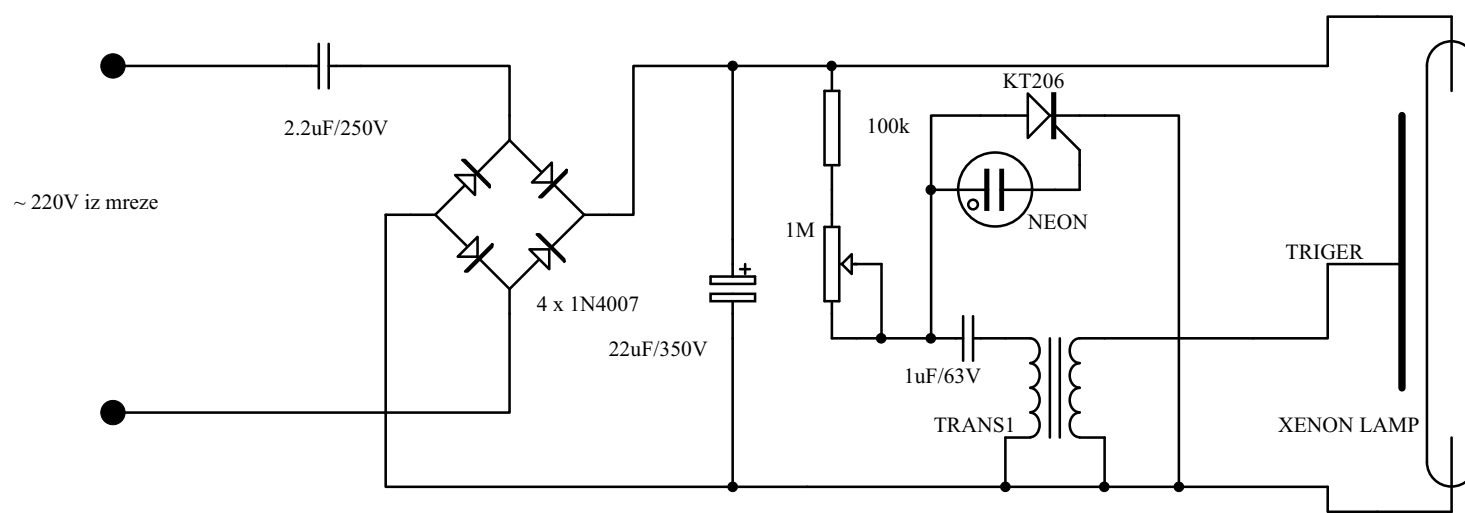 KT206
2.2uF/250V
100k
~ 220V iz mreze
NEON
1M
TRIGER
4 x 1N4007
+
22uF/350V
1uF/63V
TRANS1
XENON LAMP